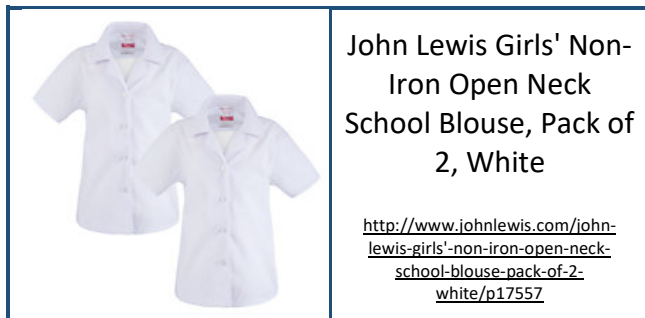 John Lewis Girls' Non-
Iron Open Neck
School Blouse, Pack of
2, White
http://www.johnlewis.com/john-
lewis-girls'-non-iron-open-neck-
school-blouse-pack-of-2-
white/p17557